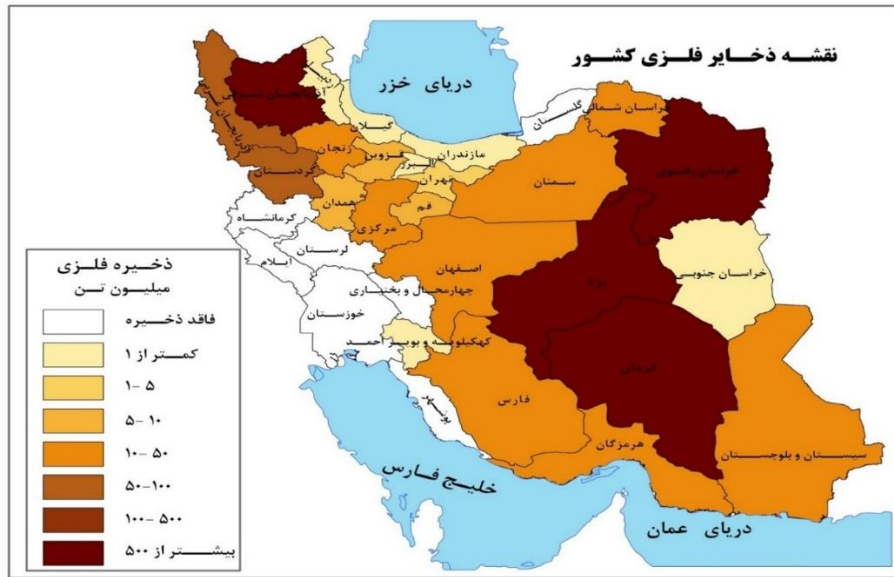 نقشه ذخایر فلزی کشور
دریای خزر
آذربایجان شرقی
کردستان
زنجان
گیلان
قزوین
البرز
مازندران
تهران
گلستان
خراسان شمالی
خراسان رضوی
سمنان
همدان
قم
مرکزی
کرمانشاه
لرستان
ایلام
اصفهان
چهارمحال و بختیاری
خوزستان
یزد
خراسان جنوبی
کهکیلویه و بویر احمد
فارس
کرمان
بوشهر
هرمزگان
سیستان و بلوچستان
خلیج فارس
دریای عمان
ذخیره فلزی
میلیون تن
فاقد ذخیره
کمتر از ۱
۱-۵
۵-۱۰
۱۰-۵۰
۵۰-۱۰۰
۱۰۰-۵۰۰
بیشتر از ۵۰۰